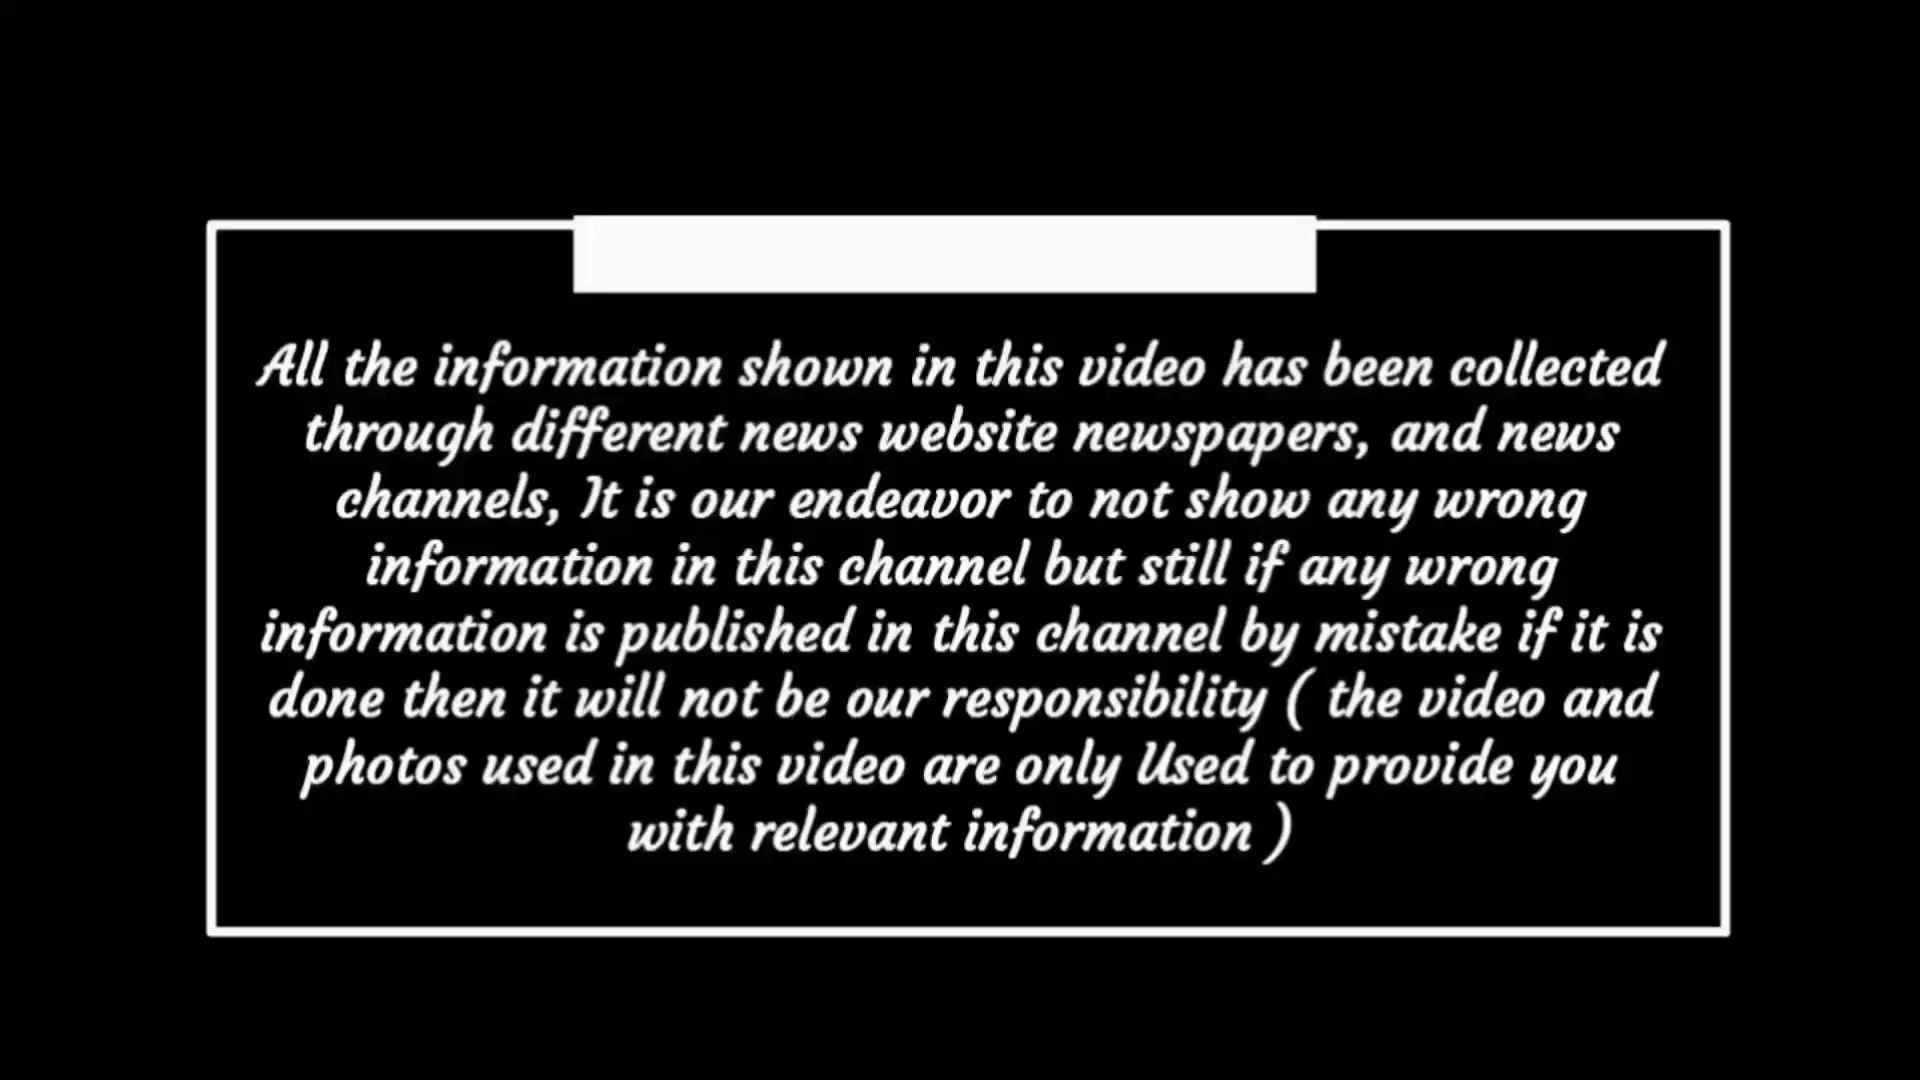 All the information shown in this video has been collected
through different news website newspapers, and news
channels, It is our endeavor to not show any wrong
information in this channel but still if any wrong
information is published in this channel by mistake if it is
done then it will not be our responsibility ( the video and
photos used in this video are only Used to provide you
with relevant information )